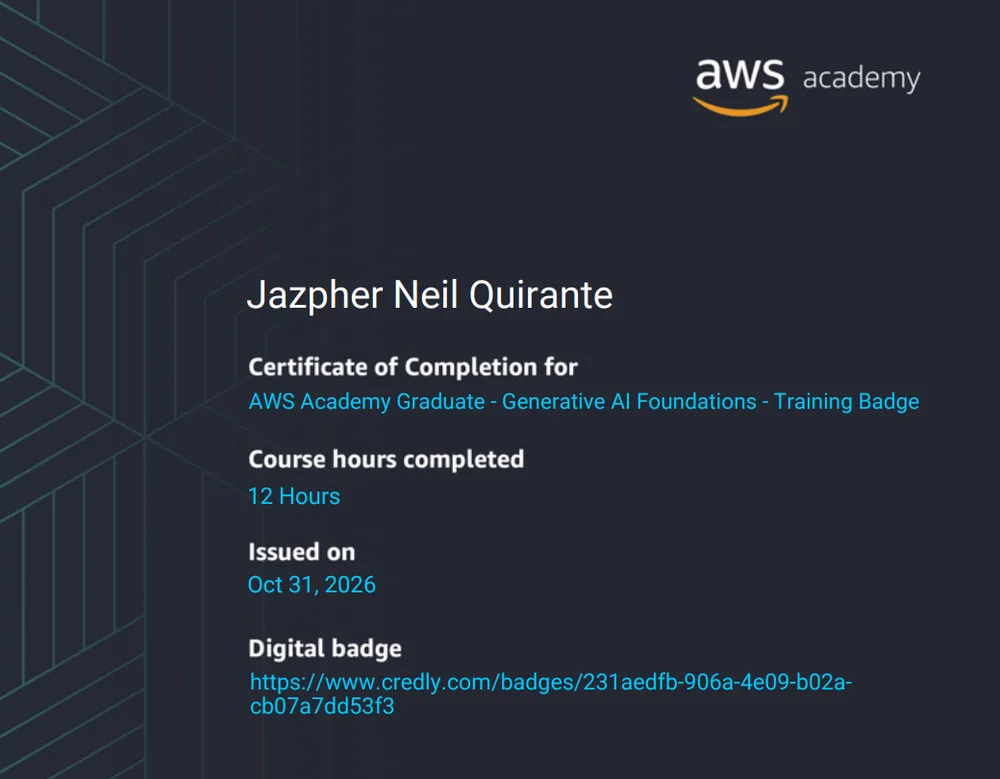 aws academy
Jazpher Neil Quirante
Certificate of Completion for
AWS Academy Graduate - Generative AI Foundations - Training Badge
Course hours completed
12 Hours
Issued on
Oct 31, 2026
Digital badge
https://www.credly.com/badges/231aedfb-906a-4e09-b02a-
cb07a7dd53f3